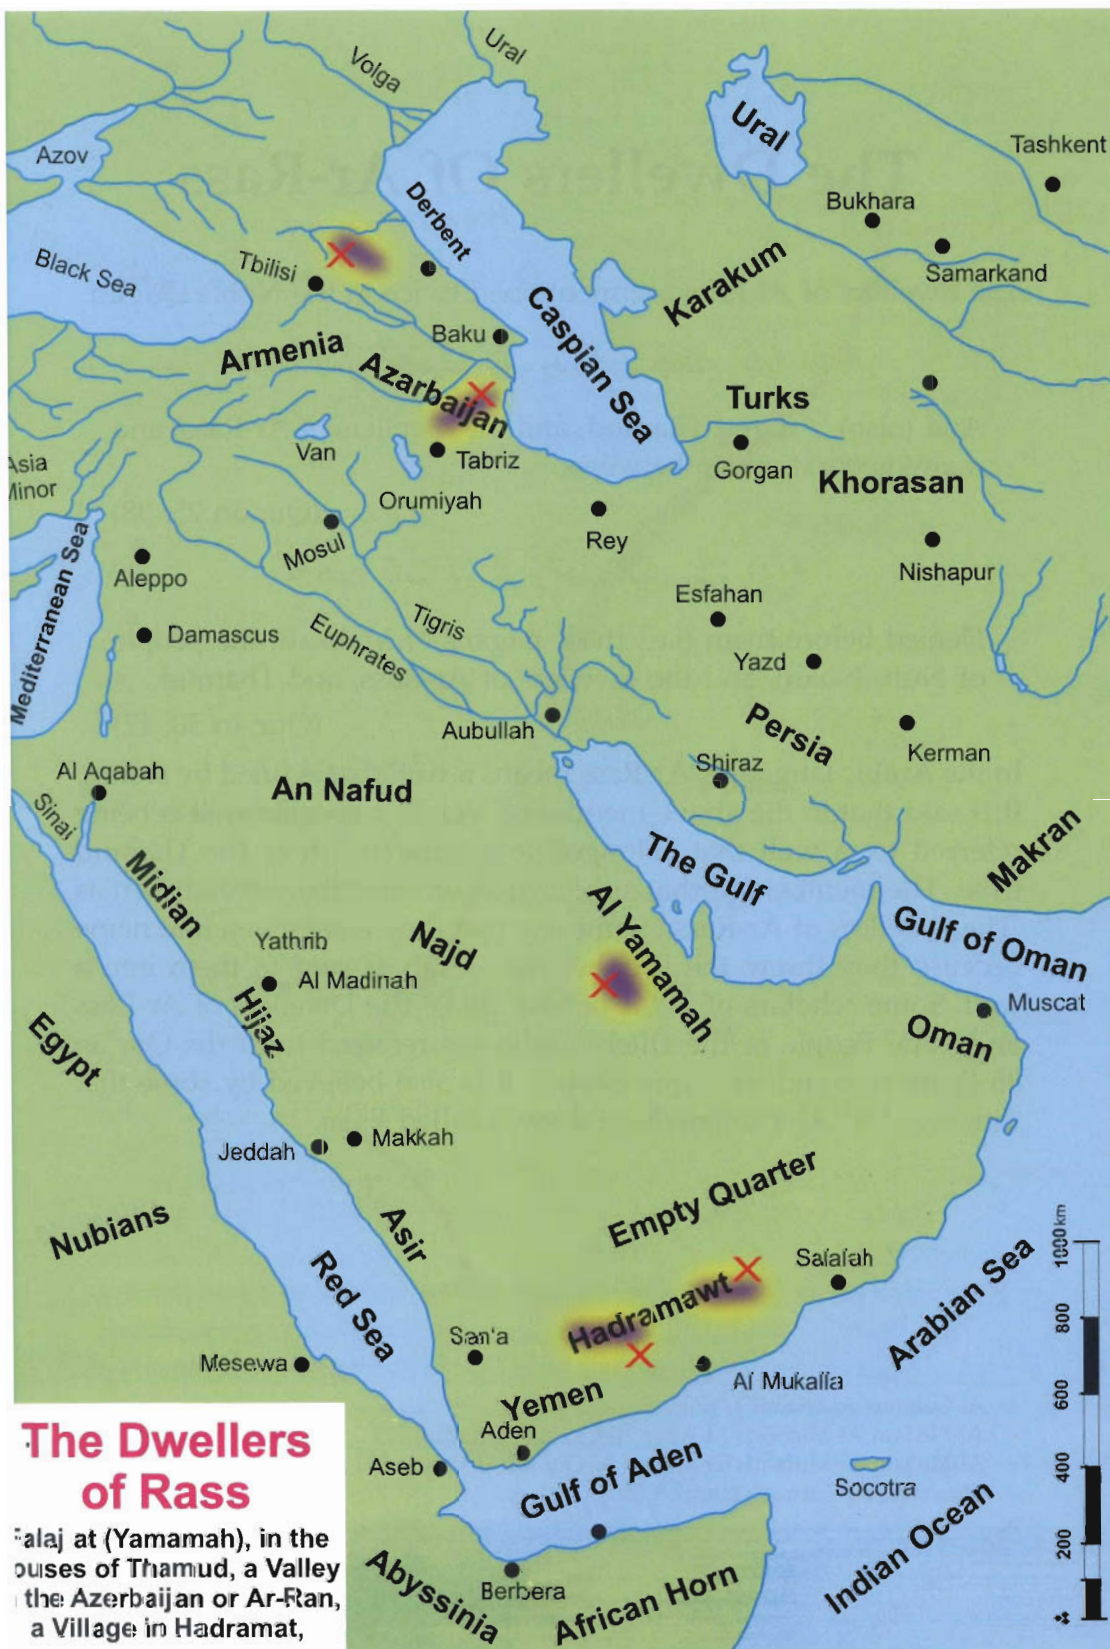 Volga
Ural
Azov
Ural
Tashkent
Bukhara
Derbent
Black Sea
Tbilisi
Samarkand
Karakum
Caspian Sea
Baku
Armenia
Azarbaijan
Turks
Van
Tabriz
Gorgan
Asia
Minor
Orumiyah
Khorasan
Mosul
Rey
Nishapur
Aleppo
Mediterranean Sea
Tigris
Esfahan
Damascus
Euphrates
Yazd
Aubullah
Persia
Kerman
Al Aqabah
Shiraz
An Nafud
Sinai
Makran
The Gulf
Midian
Al Yamamah
Gulf of Oman
Yathrib
Najd
Al Madinah
Hijaz
Muscat
Egypt
Oman
Makkah
Jeddah
Empty Quarter
Nubians
Asir
Salalah
Red Sea
Arabian Sea
1000km
Hadramawt
San'a
800
Mesewa
Al Mukalla
Yemen
600
Aden
Aseb
Gulf of Aden
400
Socotra
Indian Ocean
200
Abyssinia
Berbera
African Horn
The Dwellers
of Rass
alaj at (Yamamah), in the
ouses of Thamud, a Valley
the Azerbaijan or Ar-Ran,
a Village in Hadramat,